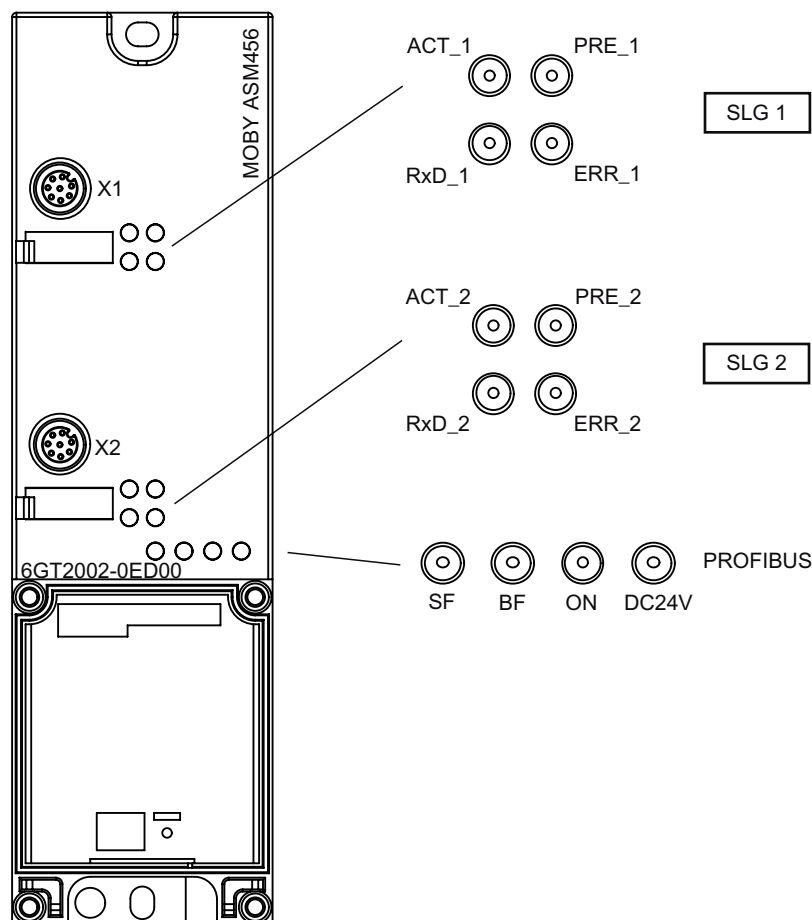 MOBY ASM456
X1
X2
6GT2002-0ED00
ACT_1 PRE_1
RxD_1 ERR_1
SLG 1
ACT_2 PRE_2
RxD_2 ERR_2
SLG 2
SF BF ON DC24V
PROFIBUS